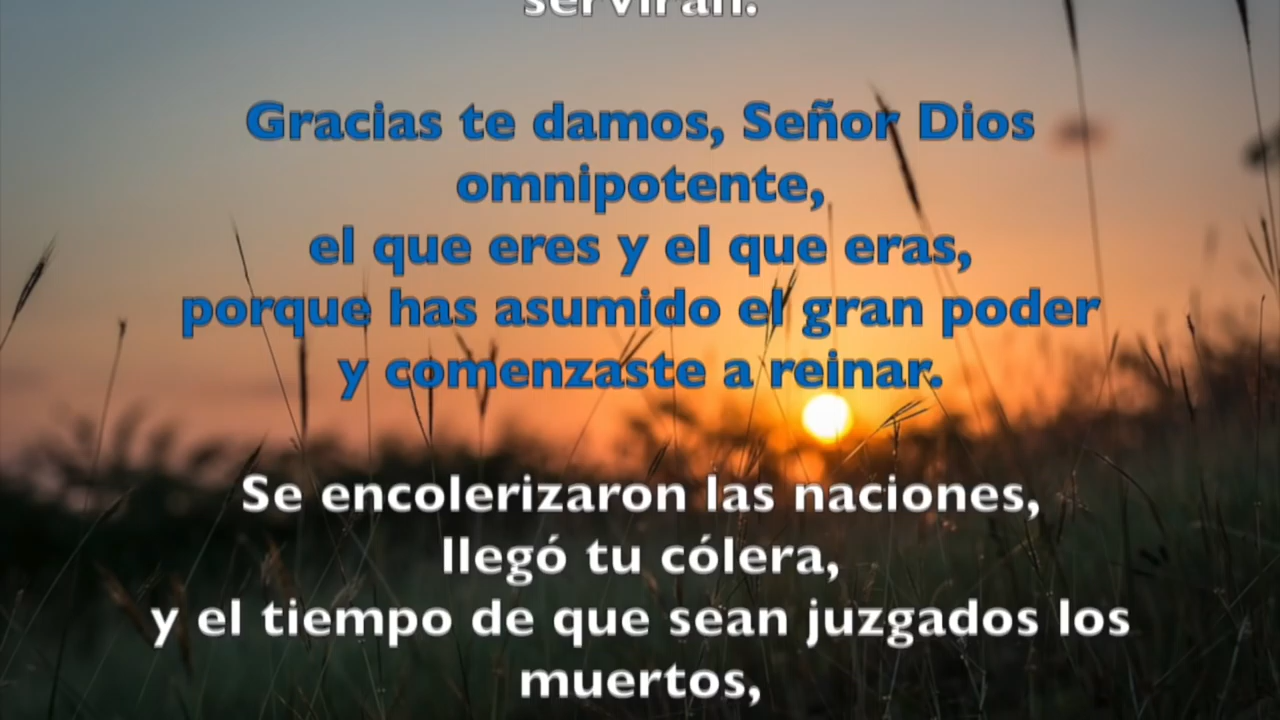 servirán.
Gracias te damos, Señor Dios
omnipotente,
el que eres y el que eras,
porque has asumido el gran poder
y comenzaste a reinar.
Se encolerizaron las naciones,
llegó tu cólera,
y el tiempo de que sean juzgados los
muertos,